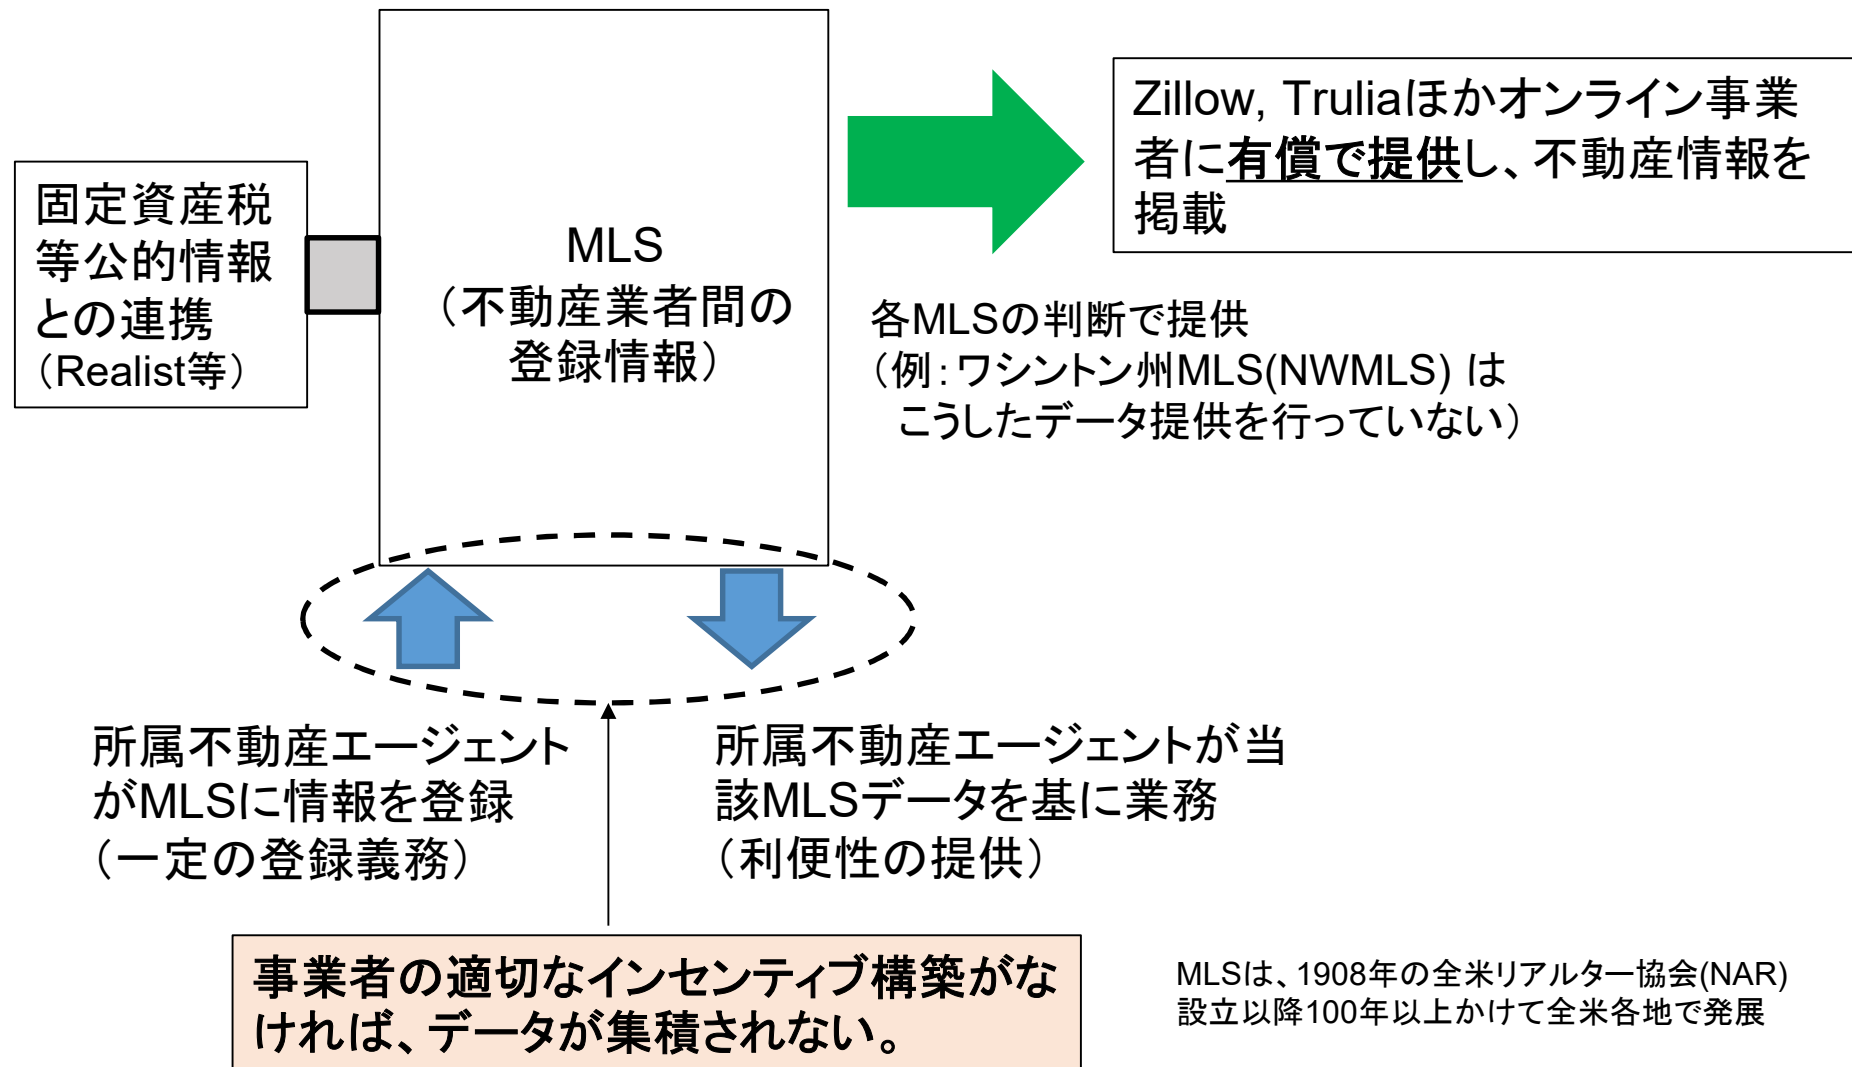 固定資産税
等公的情報
との連携
（Realist等）
MLS
（不動産業者間の
登録情報）
Zillow, Truliaほかオンライン事業
者に有償で提供し、不動産情報を
掲載
各MLSの判断で提供
（例：ワシントン州MLS(NWMLS) は
こうしたデータ提供を行っていない）
所属不動産エージェント
がMLSに情報を登録
（一定の登録義務）
所属不動産エージェントが当
該MLSデータを基に業務
（利便性の提供）
事業者の適切なインセンティブ構築がな
ければ、データが集積されない。
MLSは、1908年の全米リアルター協会(NAR)
設立以降100年以上かけて全米各地で発展